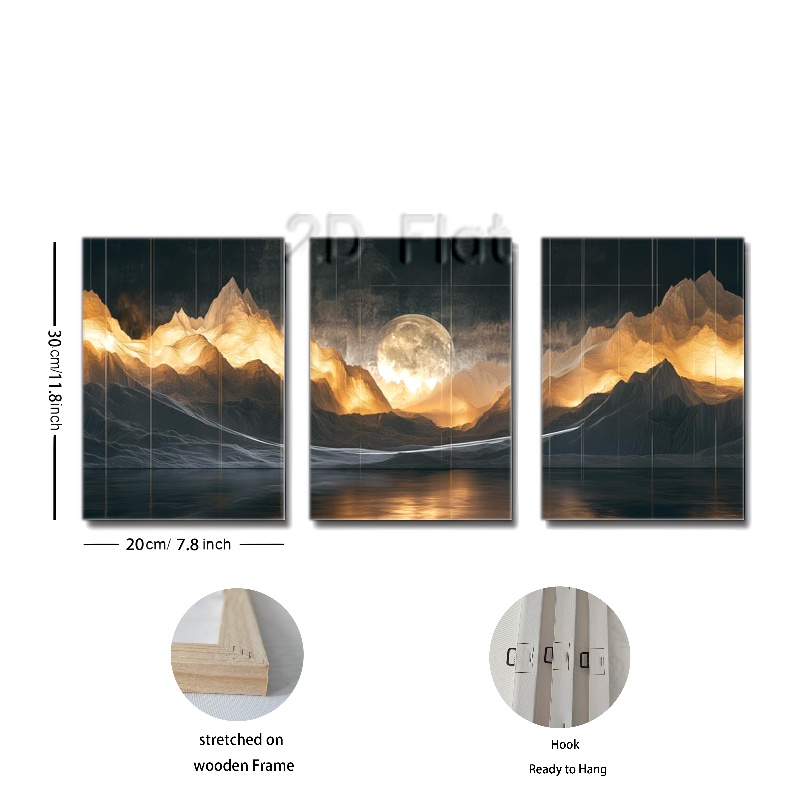 2D Flat
30cm/11.8inch
20cm/ 7.8 inch
stretched on
wooden Frame
Hook
Ready to Hang